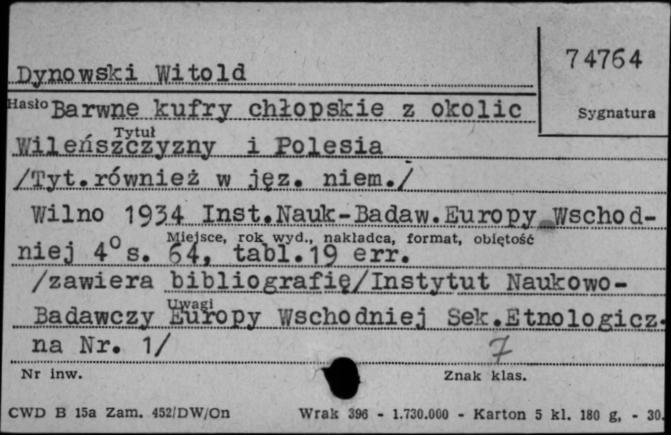 74764
Dynowski Witold
Hasło Barwne kufry chłopskie z okolic
Sygnatura
Tytuł
Wileńszczyzny i Polesia
/Tyt.również w jęz. niem./
Wilno 1934 Inst.Nauk-Badaw.Europy Wschod-
Miejsce, rok wyd., nakładca, format, objętość
niej 4° s. 64, tabl.19 err.
/zawiera bibliografię/Instytut Naukowo-
Uwagi
Badawczy Europy Wschodniej Sek.Etnologicz.
na Nr. 1/
7
Nr inw.
Znak klas.
CWD B 15a Zam. 452/DW/On Wrak 396 - 1.730.000 - Karton 5 kl. 180 g, - 30.